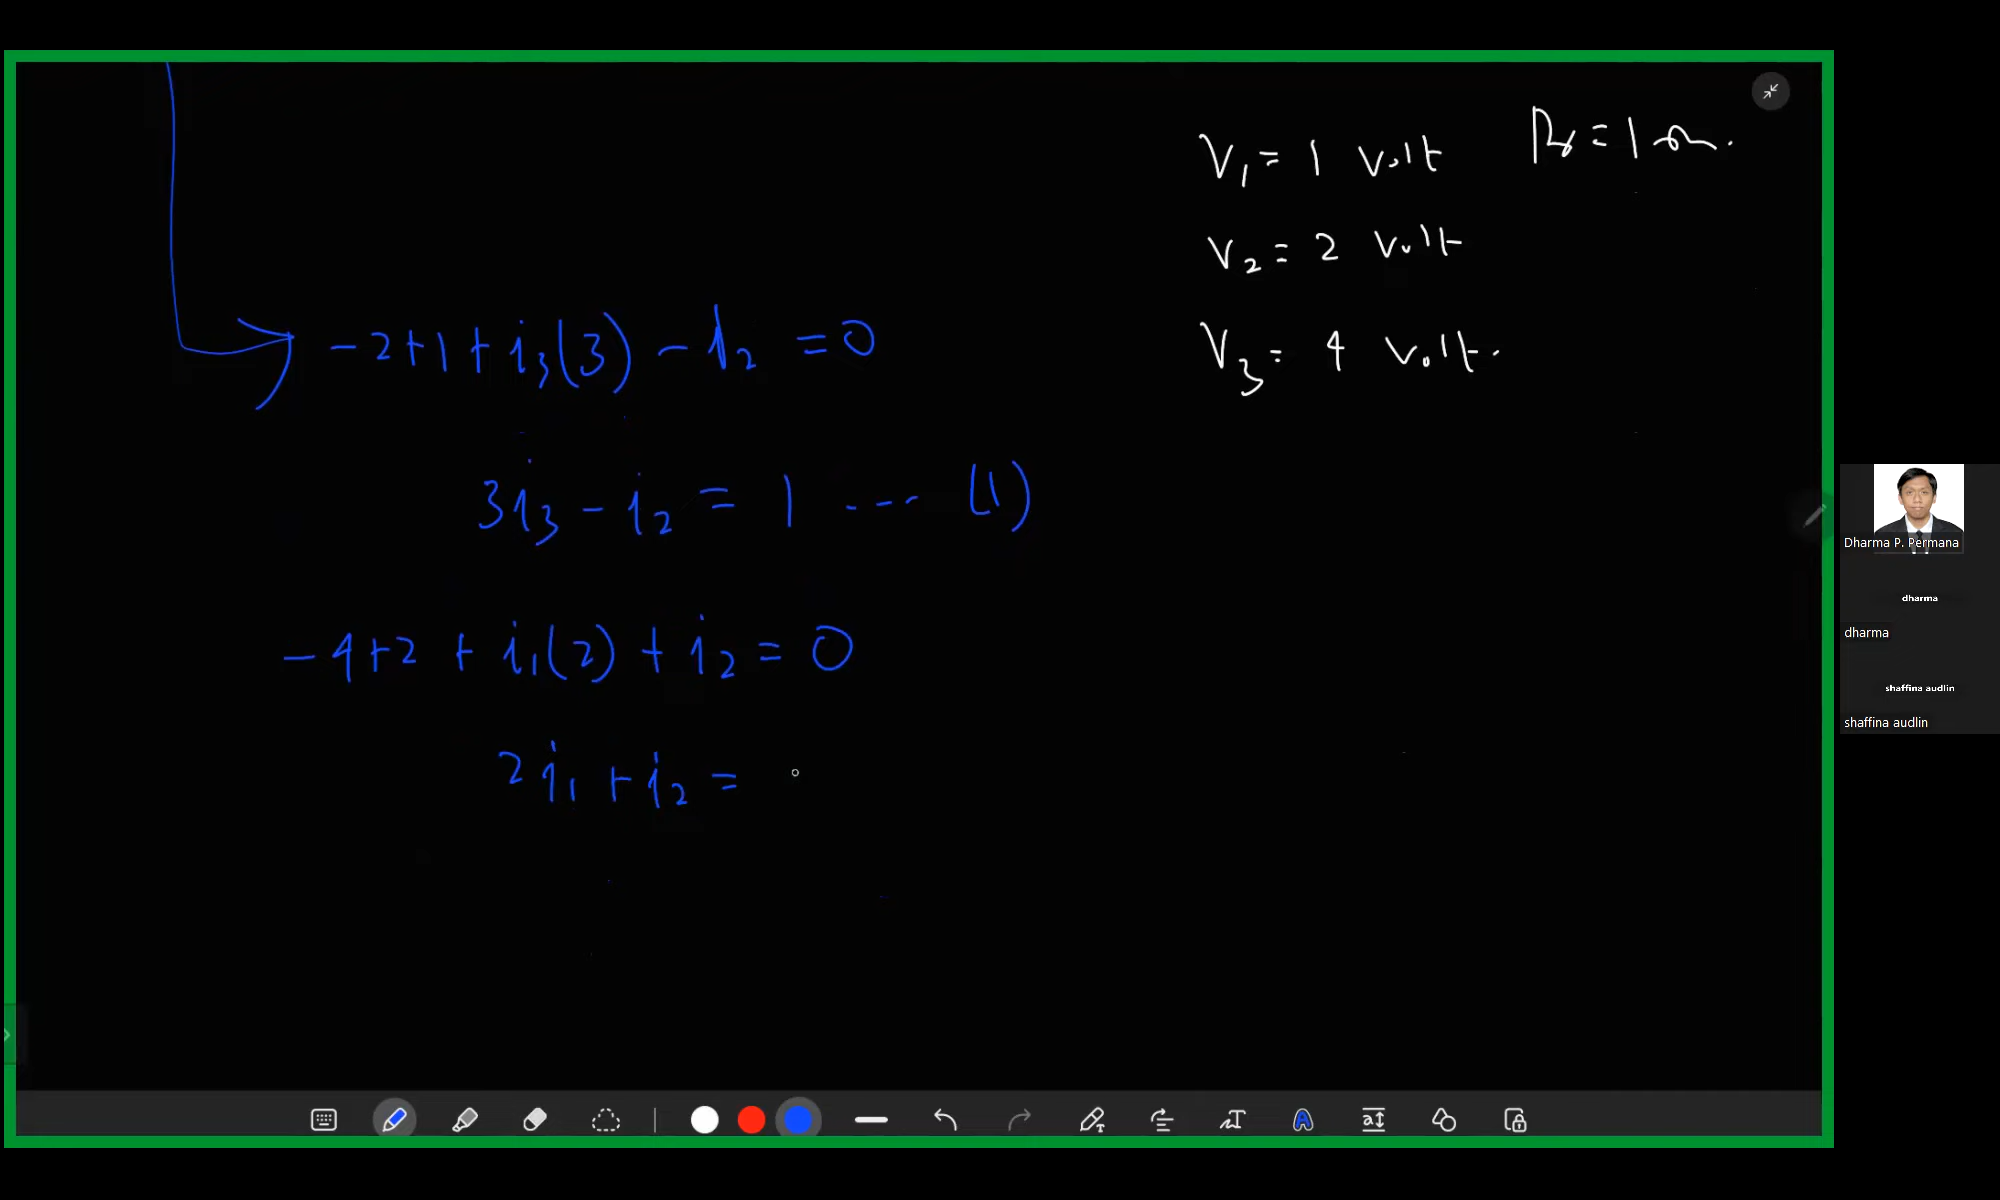 V₁ = 1 volt   R₈ = 1 Ω.
V₂ = 2 volt
V₃ = 4 volt.
-2+1 + i₃(3) - i₂ = 0
3i₃ - i₂ = 1 --- (1)
-4+2 + i₁(2) + i₂ = 0
2i₁ + i₂ =
Dharma P. Permana
dharma
dharma
shaffina audlin
shaffina audlin